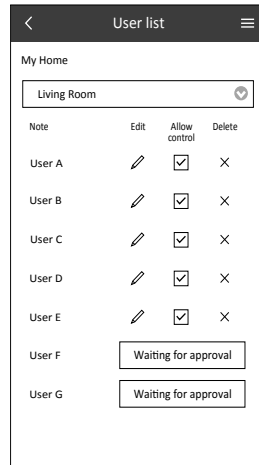 User list
My Home
Living Room
Note Edit Allow control Delete
User A
User B
User C
User D
User E
User F Waiting for approval
User G Waiting for approval